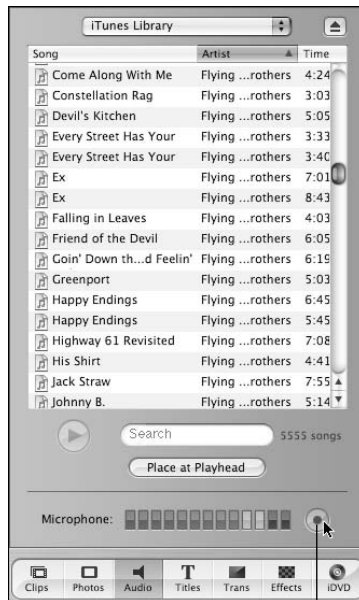 iTunes Library
Song Artist Time
Come Along With Me Flying ...rothers 4:24
Constellation Rag Flying ...rothers 3:03
Devil's Kitchen Flying ...rothers 5:05
Every Street Has Your Flying ...rothers 3:33
Every Street Has Your Flying ...rothers 3:40
Ex Flying ...rothers 7:01
Ex Flying ...rothers 8:43
Falling in Leaves Flying ...rothers 4:03
Friend of the Devil Flying ...rothers 6:05
Goin' Down th...d Feelin' Flying ...rothers 6:19
Greenport Flying ...rothers 5:03
Happy Endings Flying ...rothers 6:45
Happy Endings Flying ...rothers 5:45
Highway 61 Revisited Flying ...rothers 7:08
His Shirt Flying ...rothers 4:41
Jack Straw Flying ...rothers 7:55
Johnny B. Flying ...rothers 5:14
Search 5555 songs
Place at Playhead
Microphone:
Clips Photos Audio Titles Trans Effects iDVD